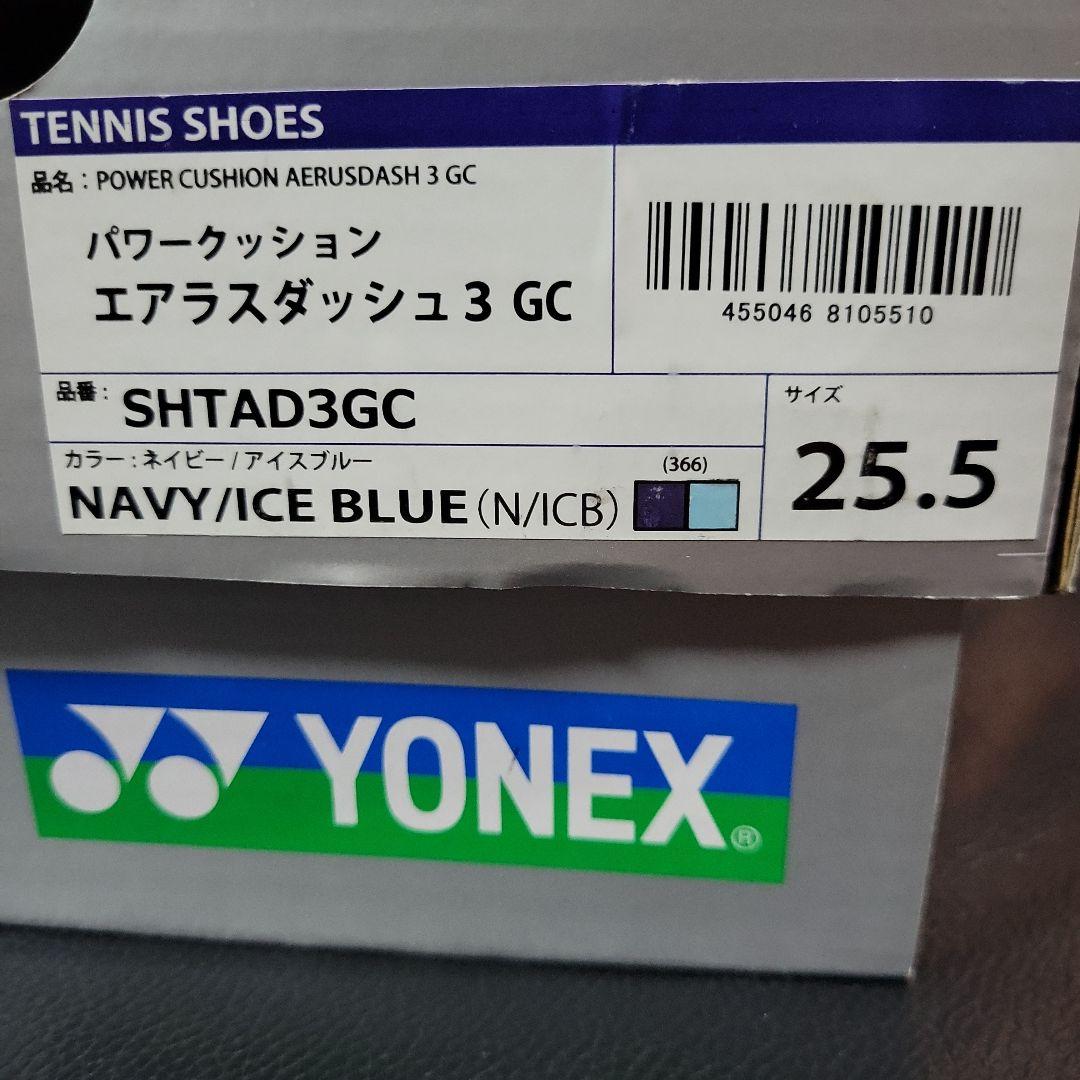 TENNIS SHOES
品名：POWER CUSHION AERUSDASH 3 GC
パワークッション
エアラスダッシュ3 GC
455046 8105510
品番：SHTAD3GC
サイズ
25.5
カラー：ネイビー/アイスブルー
(366)
NAVY/ICE BLUE(N/ICB)
YONEX®